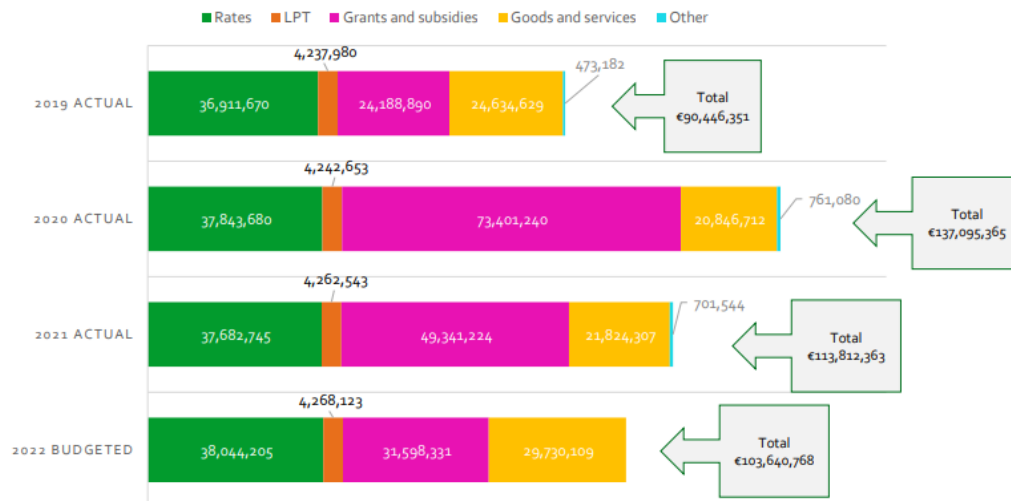 Rates LPT Grants and subsidies Goods and services Other
4,237,980
473,182
2019 ACTUAL
36,911,670 24,188,890 24,634,629
Total
€90,446,351
4,242,653
761,080
2020 ACTUAL
37,843,680 73,401,240 20,846,712
Total
€137,095,365
4,262,543
701,544
2021 ACTUAL
37,682,745 49,341,224 21,824,307
Total
€113,812,363
4,268,123
2022 BUDGETED
38,044,205 31,598,331 29,730,109
Total
€103,640,768